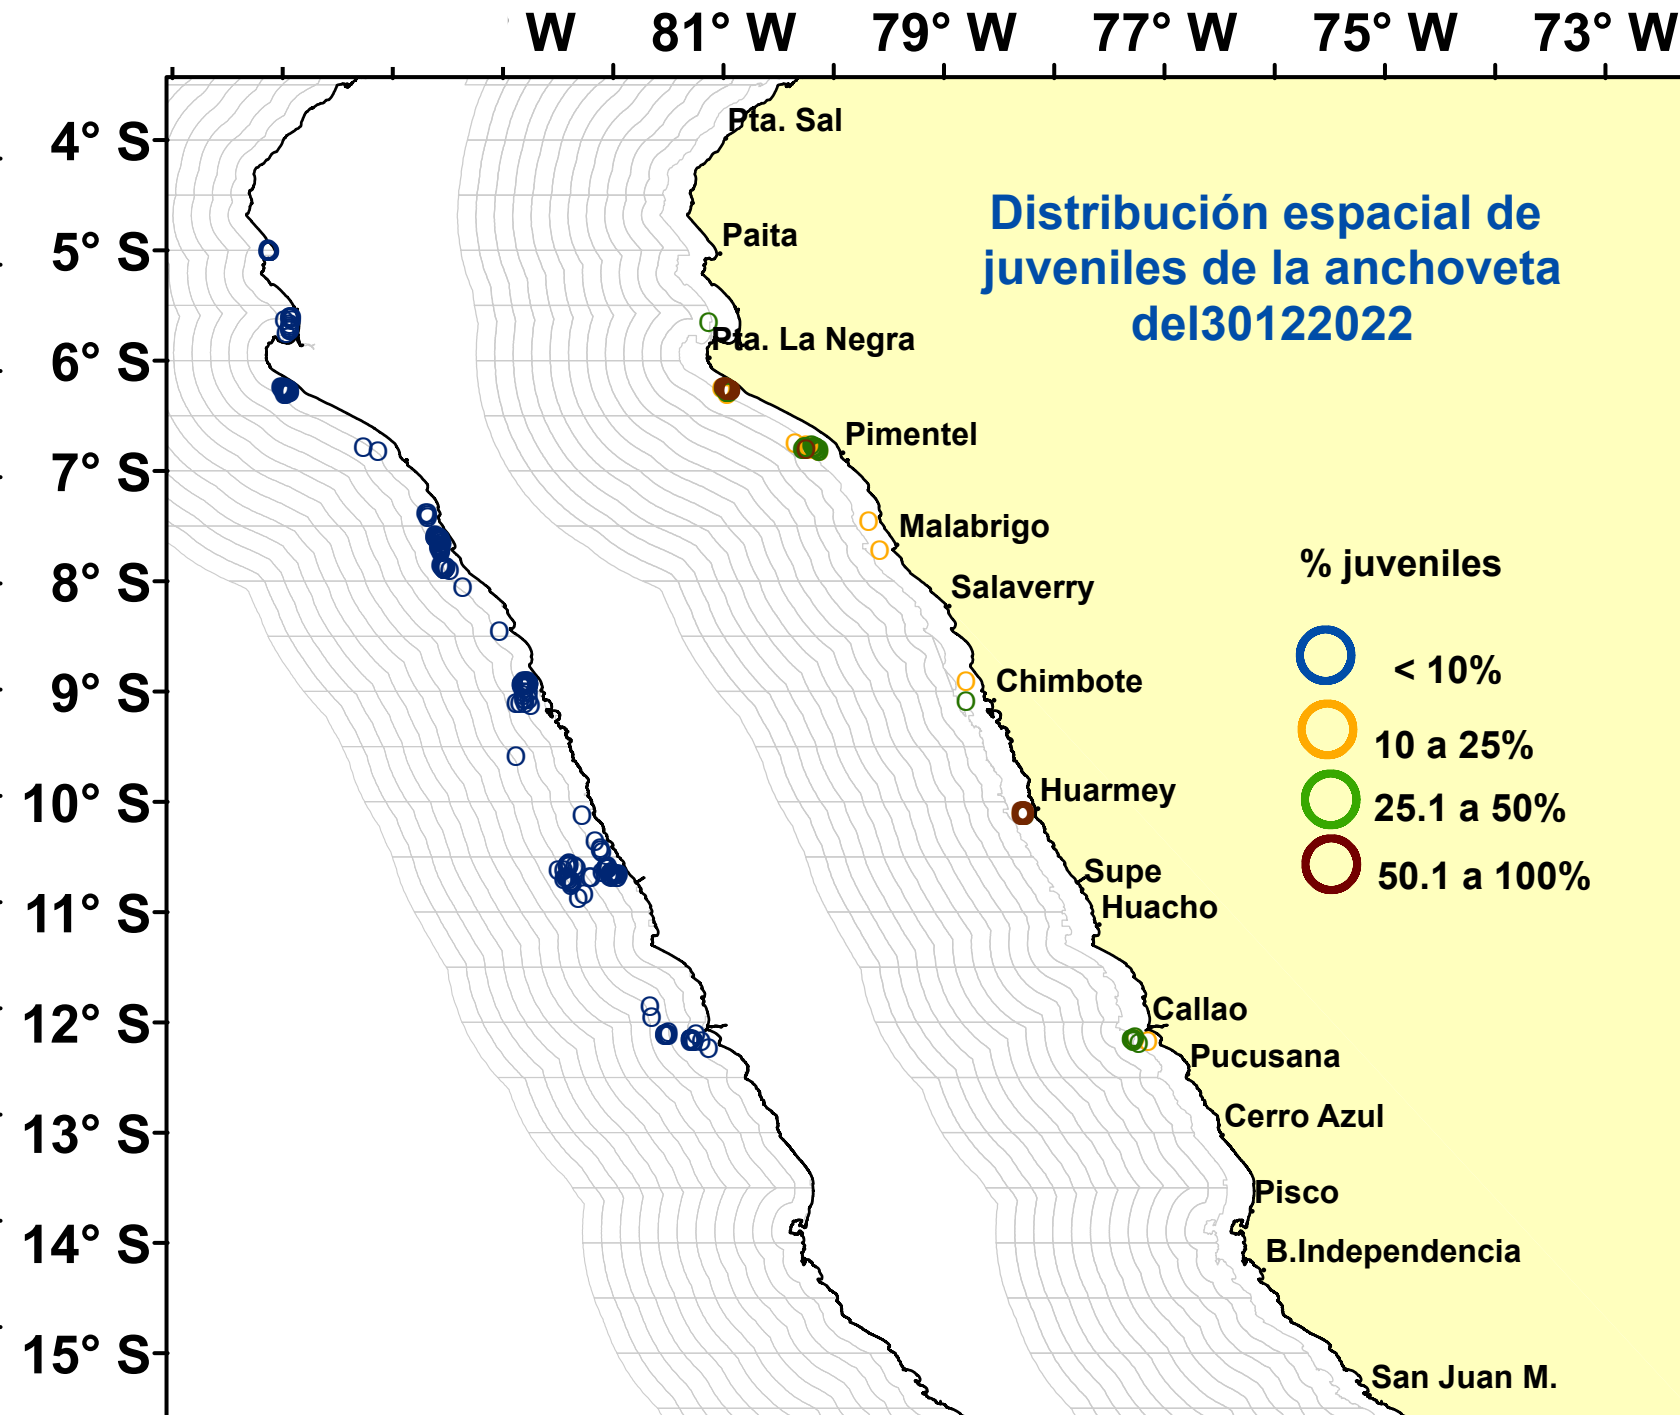 W 81° W 79° W 77° W 75° W 73° W
Pta. Sal
4° S
Distribución espacial de
juveniles de la anchoveta
del30122022
Paita
5° S
Pta. La Negra
6° S
Pimentel
7° S
Malabrigo
% juveniles
8° S
Salaverry
< 10%
Chimbote
9° S
10 a 25%
Huarmey
10° S
25.1 a 50%
Supe
50.1 a 100%
Huacho
11° S
Callao
12° S
Pucusana
Cerro Azul
13° S
Pisco
14° S
B.Independencia
15° S
San Juan M.